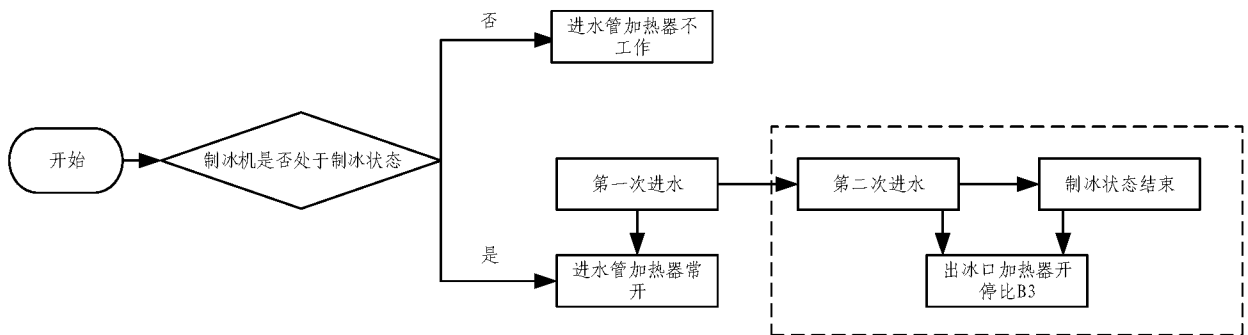 否
进水管加热器不
工作
开始
制冰机是否处于制冰状态
第一次进水
第二次进水
制冰状态结束
是
进水管加热器常
开
出冰口加热器开
停比B3